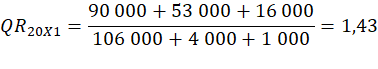 QR20X1 = 90 000 + 53 000 + 16 000 / 106 000 + 4 000 + 1 000 = 1,43